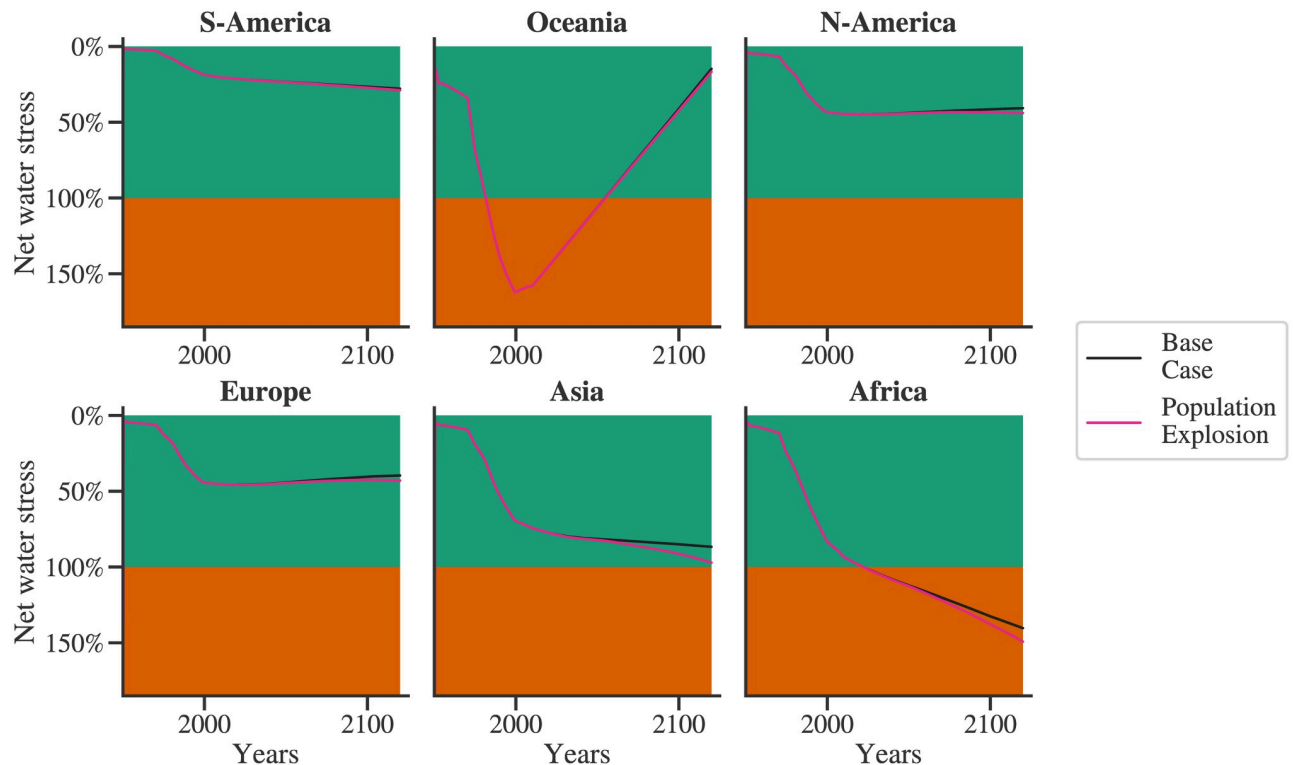 S-America
Oceania
N-America
0%
50%
100%
150%
Net water stress
2000
2100
2000
2100
2000
2100
Base
Case
Population
Explosion
Europe
Asia
Africa
0%
50%
100%
150%
Net water stress
2000
2100
2000
2100
2000
2100
Years
Years
Years